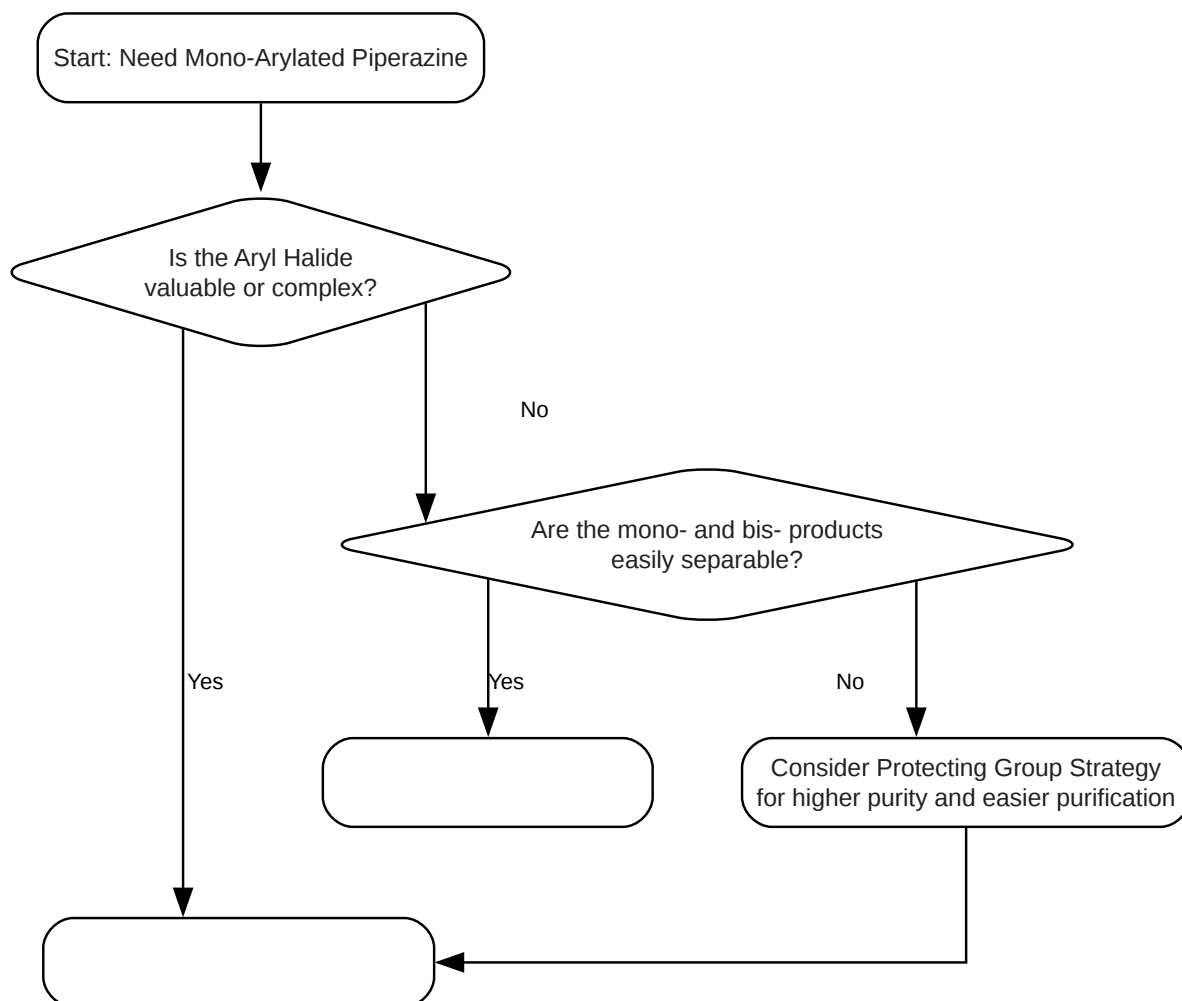 Start: Need Mono-Arylated Piperazine
Is the Aryl Halide
valuable or complex?
No
Are the mono- and bis- products
easily separable?
Yes
Yes
No
Consider Protecting Group Strategy
for higher purity and easier purification